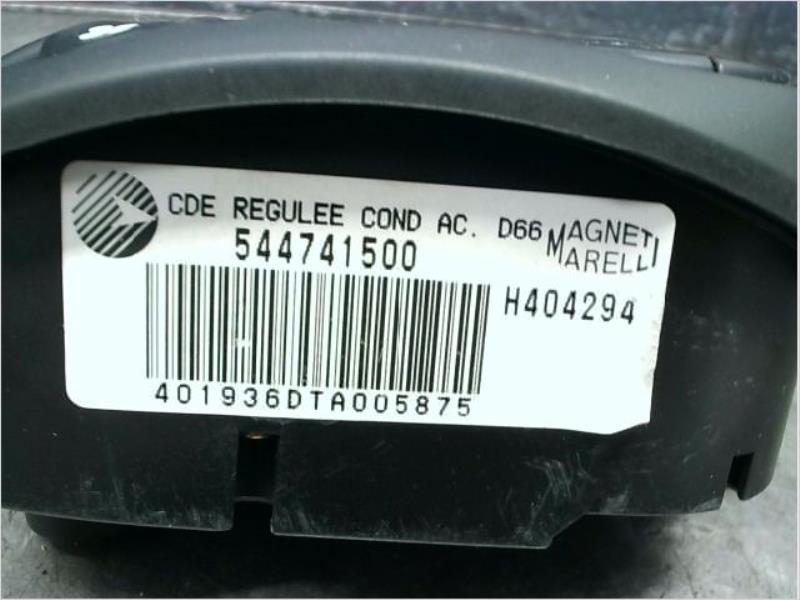 CDE REGULEE COND AC. D66
MAGNETI
MARELLI
544741500
H404294
401936DTA005875